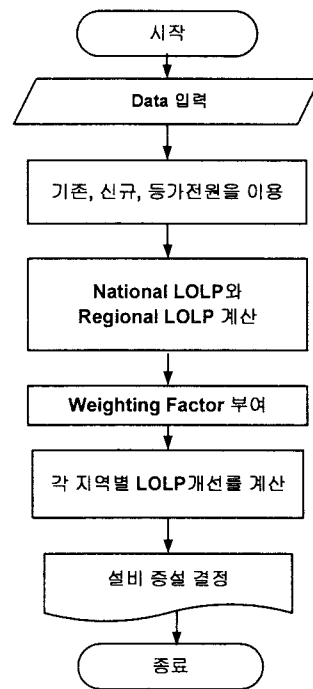 시작
Data 입력
기존, 신규, 등가전원을 이용
National LOLP와
Regional LOLP 계산
Weighting Factor 부여
각 지역별 LOLP개선률 계산
설비 증설 결정
종료